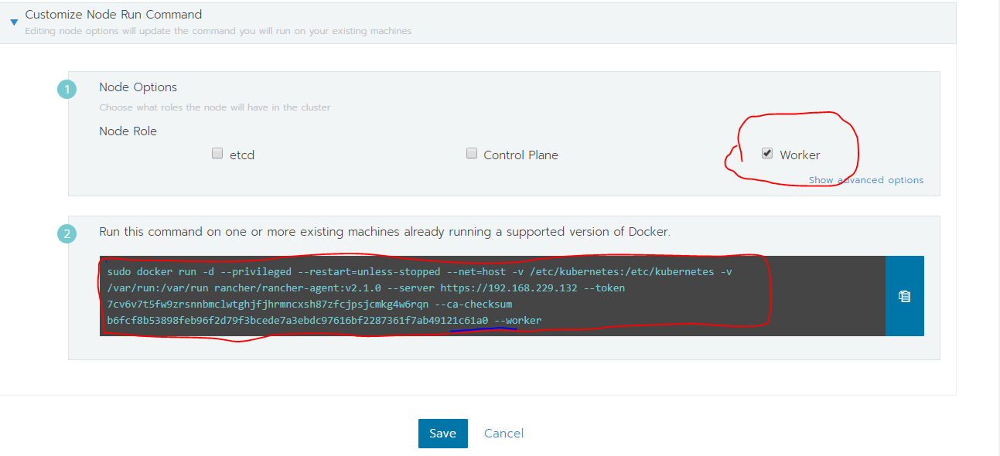 Customize Node Run Command
Editing node options will update the command you will run on your existing machines
1
Node Options
Choose what roles the node will have in the cluster
Node Role
etcd
Control Plane
Worker
Show advanced options
2
Run this command on one or more existing machines already running a supported version of Docker.
sudo docker run -d --privileged --restart=unless-stopped --net=host -v /etc/kubernetes:/etc/kubernetes -v
/var/run:/var/run rancher/rancher-agent:v2.1.0 --server https://192.168.229.132 --token
7cv6v7t5fw9zrsnnbmclwtghjfjhrmncxsh87zfcjpsjcmkg4w6rqn --ca-checksum
b6fcf8b53898feb96f2d79f3bcede7a3ebdc97616bf2287361f7ab49121c61a0 --worker
Save
Cancel